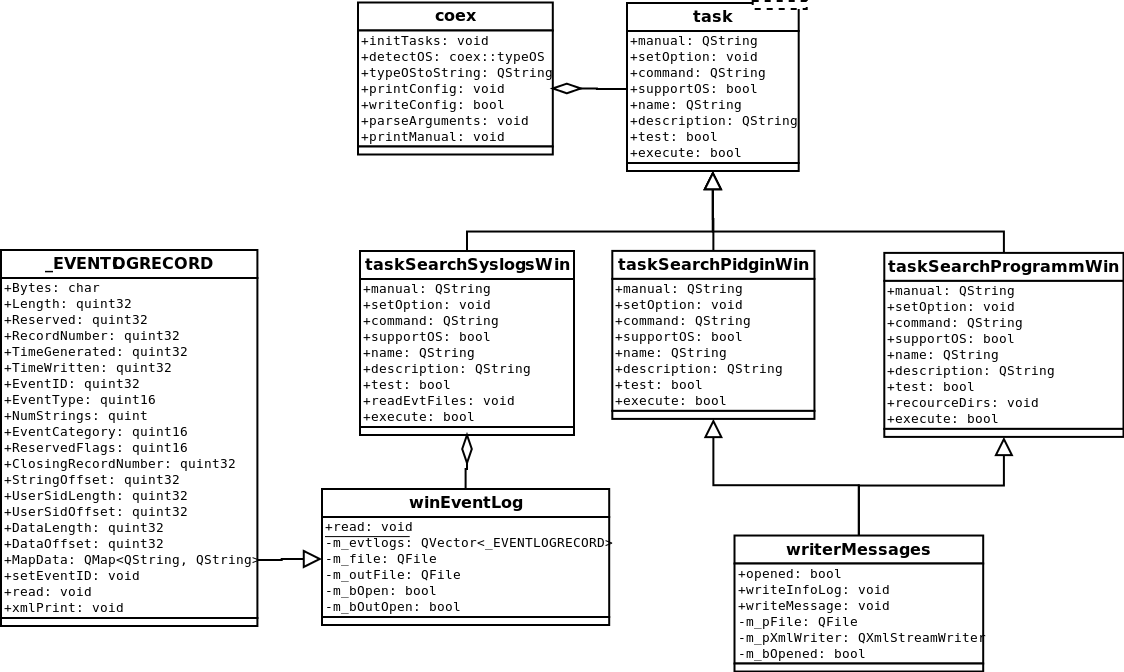 coex
+initTasks: void
+detectOS: coex::typeOS
+typeOStoString: QString
+printConfig: void
+writeConfig: bool
+parseArguments: void
+printManual: void
task
+manual: QString
+setOption: void
+command: QString
+supportOS: bool
+name: QString
+description: QString
+test: bool
+execute: bool
_EVENTLOGRECORD
+Bytes: char
+Length: quint32
+Reserved: quint32
+RecordNumber: quint32
+TimeGenerated: quint32
+TimeWritten: quint32
+EventID: quint32
+EventType: quint16
+NumStrings: quint
+EventCategory: quint16
+ReservedFlags: quint16
+ClosingRecordNumber: quint32
+StringOffset: quint32
+UserSidLength: quint32
+UserSidOffset: quint32
+DataLength: quint32
+DataOffset: quint32
+MapData: QMap<QString, QString>
+setEventID: void
+read: void
+xmlPrint: void
taskSearchSyslogsWin
+manual: QString
+setOption: void
+command: QString
+supportOS: bool
+name: QString
+description: QString
+test: bool
+readEvtFiles: void
+execute: bool
taskSearchPidginWin
+manual: QString
+setOption: void
+command: QString
+supportOS: bool
+name: QString
+description: QString
+test: bool
+execute: bool
taskSearchProgrammWin
+manual: QString
+setOption: void
+command: QString
+supportOS: bool
+name: QString
+description: QString
+test: bool
+recourceDirs: void
+execute: bool
winEventLog
+read: void
-m_evtlogs: QVector<_EVENTLOGRECORD>
-m_file: QFile
-m_outFile: QFile
-m_bOpen: bool
-m_bOutOpen: bool
writerMessages
+opened: bool
+writeInfoLog: void
+writeMessage: void
-m_pFile: QFile
-m_pXmlWriter: QXmlStreamWriter
-m_bOpened: bool